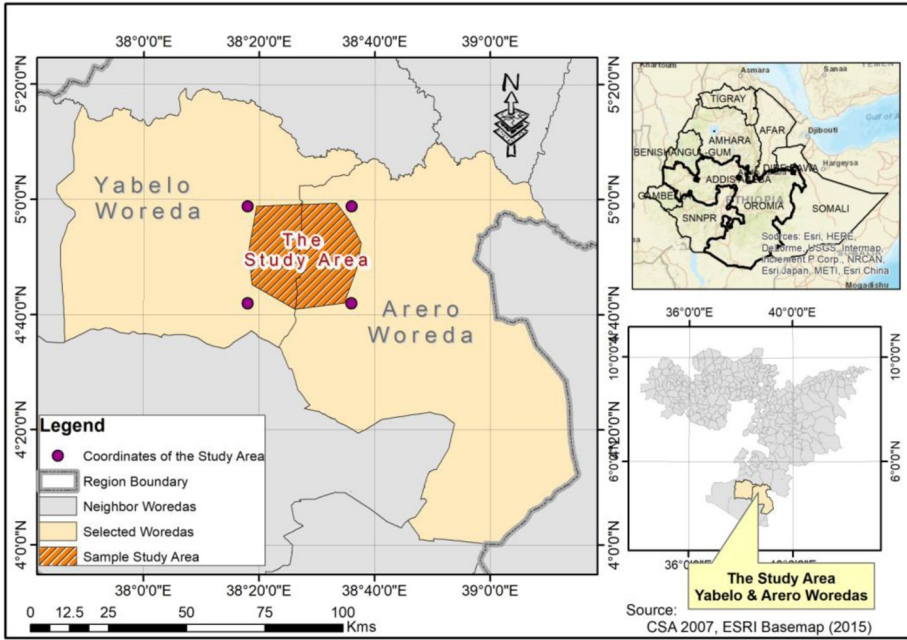 38°0'0"E 38°20'0"E 38°40'0"E 39°0'0"E
5°20'0"N
5°0'0"N
4°40'0"N
4°20'0"N
4°0'0"N
N
Yabelo
Woreda
The
Study Area
Arero
Woreda
5°20'0"N
5°0'0"N
4°40'0"N
4°20'0"N
4°0'0"N
Legend
Coordinates of the Study Area
Region Boundary
Neighbor Woredas
Selected Woredas
Sample Study Area
38°0'0"E 38°20'0"E 38°40'0"E 39°0'0"E
0 12.5 25 50 75 100
Kms
Khartoum
Asmara
Sanaa
YEMEN
TIGRAY
AFAR
AMHARA
Djibouti
Gulf of A
BENISHANGU -GUM
Hargeysa
ADDIS
ETHIOPIA
OROMIA
SOMALI
SNNPR
Sources: Esri, HERE,
DeLorme, USGS, Intermap,
increment P Corp., NRCAN,
Esri Japan, METI, Esri China
Mogadishu
36°0'0"E 40°0'0"E
10°0'0"N
6°0'0"N
10°0'0"N
6°0'0"N
The Study Area
Yabelo & Arero Woredas
Source:
CSA 2007, ESRI Basemap (2015)